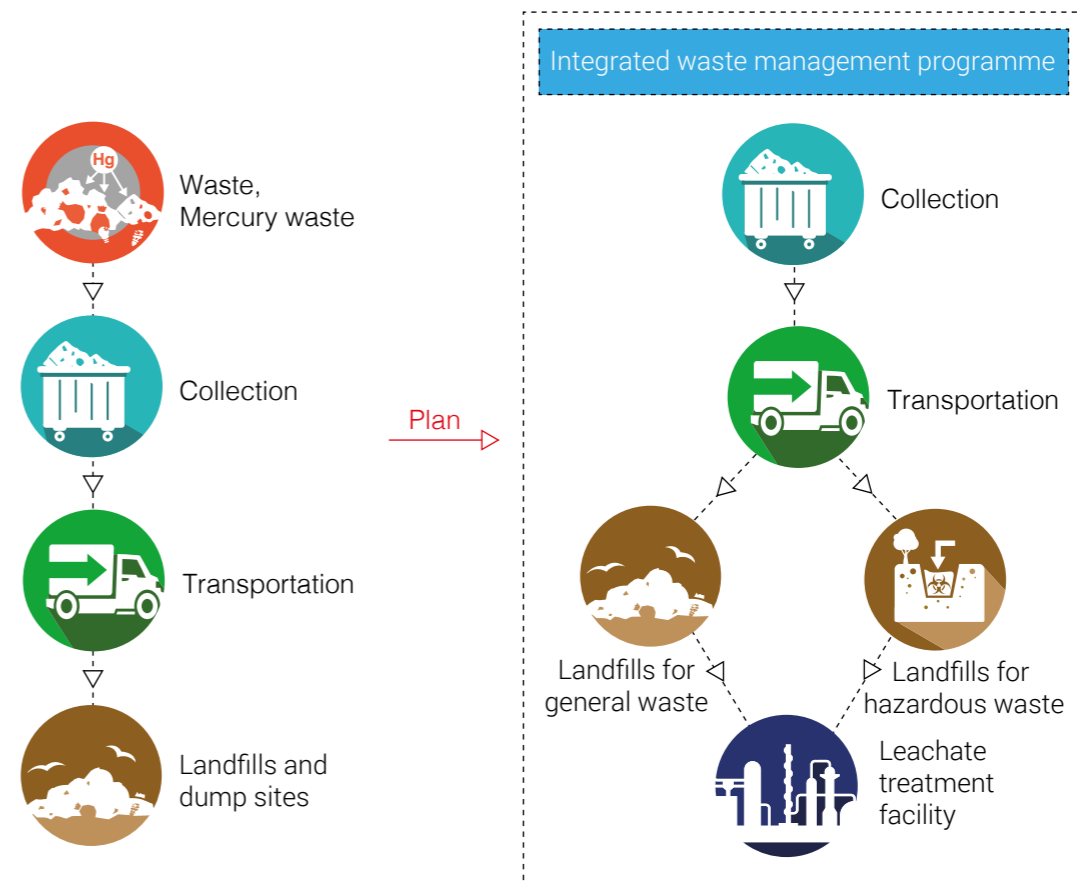 Integrated waste management programme
Hg
Waste,
Mercury waste
Collection
Transportation
Landfills and
dump sites
Plan
Collection
Transportation
Landfills for
general waste
Landfills for
hazardous waste
Leachate
treatment
facility